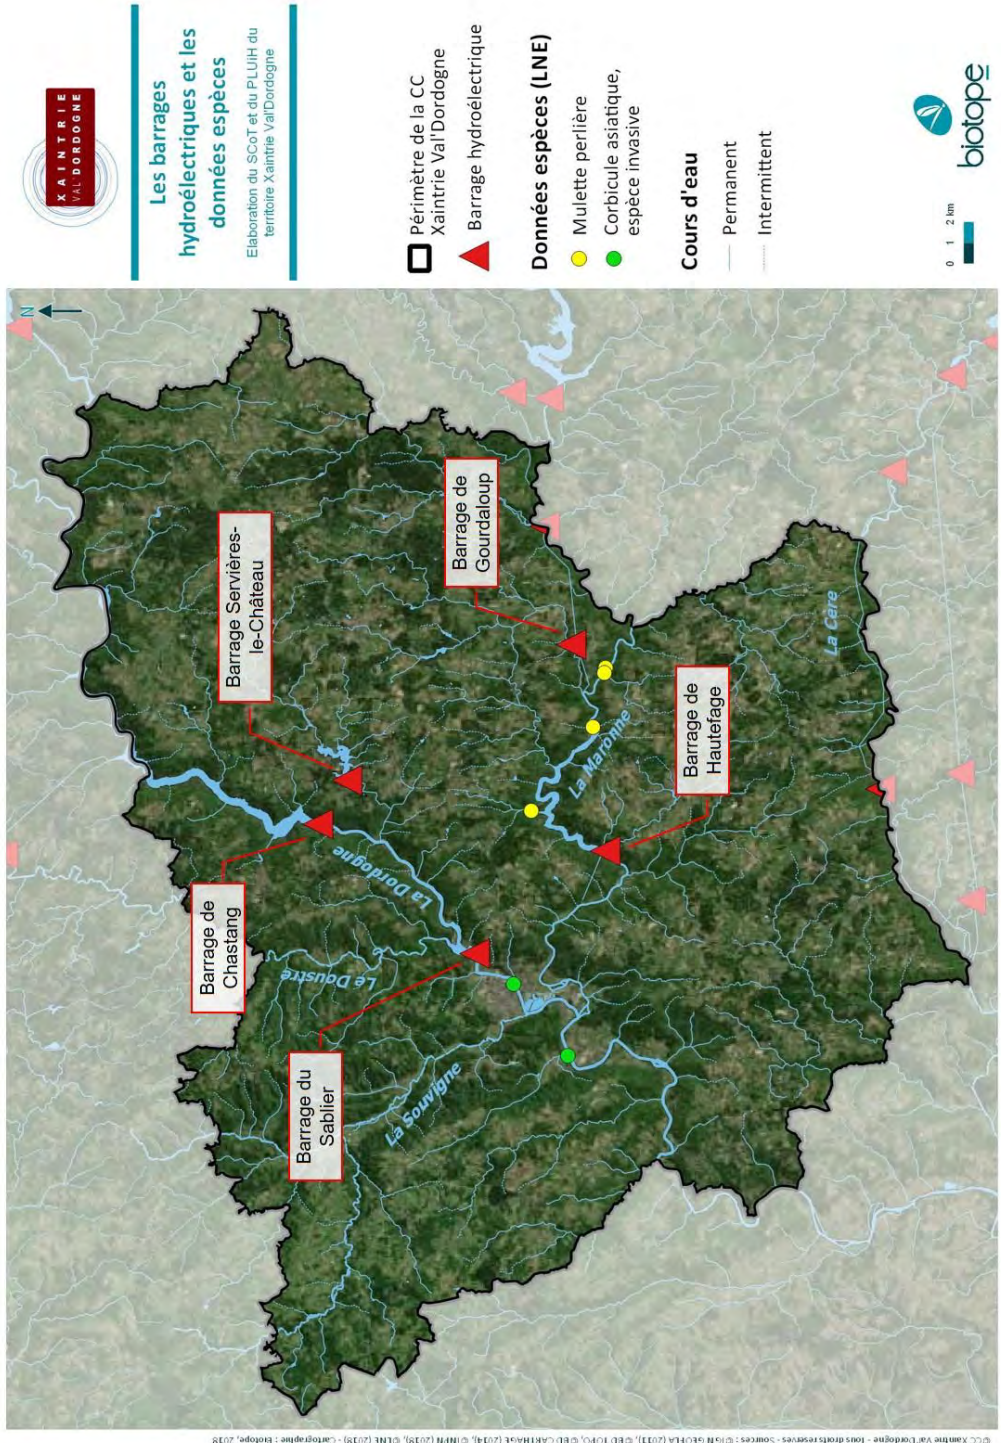 XAINTRIE
VAL'DORDOGNE
Les barrages
hydroélectriques et les
données espèces
Elaboration du SCoT et du PLUiH du
territoire Xaintrie Val'Dordogne
Périmètre de la CC
Xaintrie Val'Dordogne
Barrage hydroélectrique
Données espèces (LNE)
Mulette perlière
Corbicule asiatique,
espèce invasive
Cours d'eau
Permanent
Intermittent
0 1 2 km
biotope
N
Barrage Servières-
le-Château
Barrage de
Gourdaloup
Barrage de
Chastang
Barrage de
Hautefage
Barrage du
Sablier
La Dordogne
Le Doustre
La Souvigne
La Maronne
La Cère